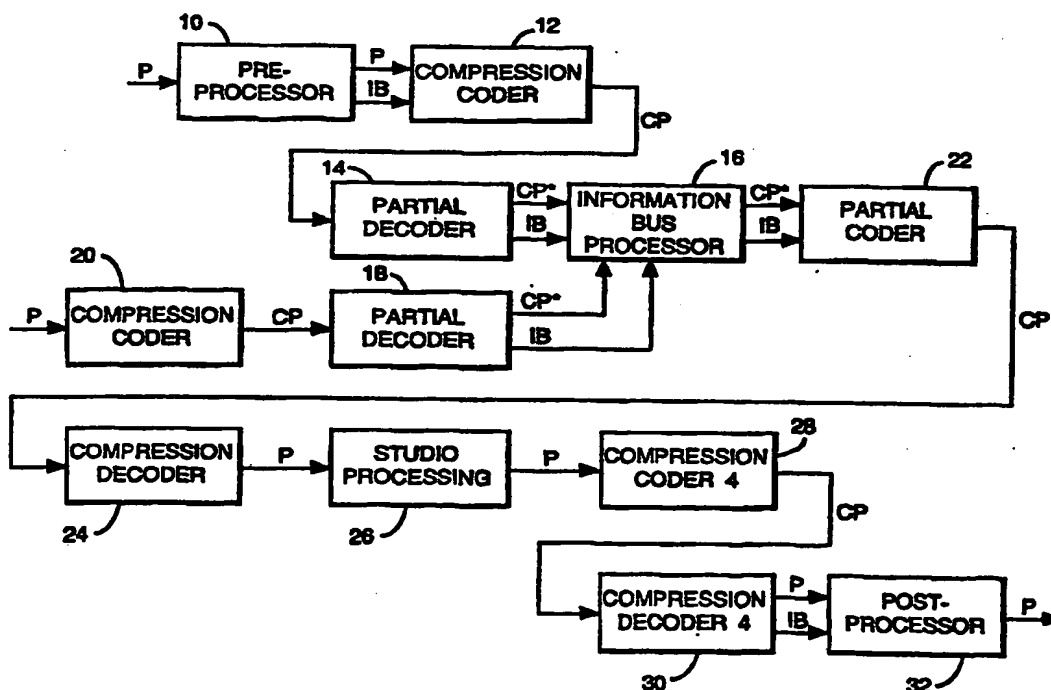 10
12
P
PRE-
PROCESSOR
P
IB
COMPRESSION
CODER
CP
14
16
22
PARTIAL
DECODER
CP*
IB
INFORMATION
BUS
PROCESSOR
CP*
IB
PARTIAL
CODER
20
18
P
COMPRESSION
CODER
CP
PARTIAL
DECODER
CP*
IB
CP
COMPRESSION
DECODER
P
STUDIO
PROCESSING
P
COMPRESSION
CODER 4
28
24
26
CP
COMPRESSION
DECODER 4
P
IB
POST-
PROCESSOR
P
30
32